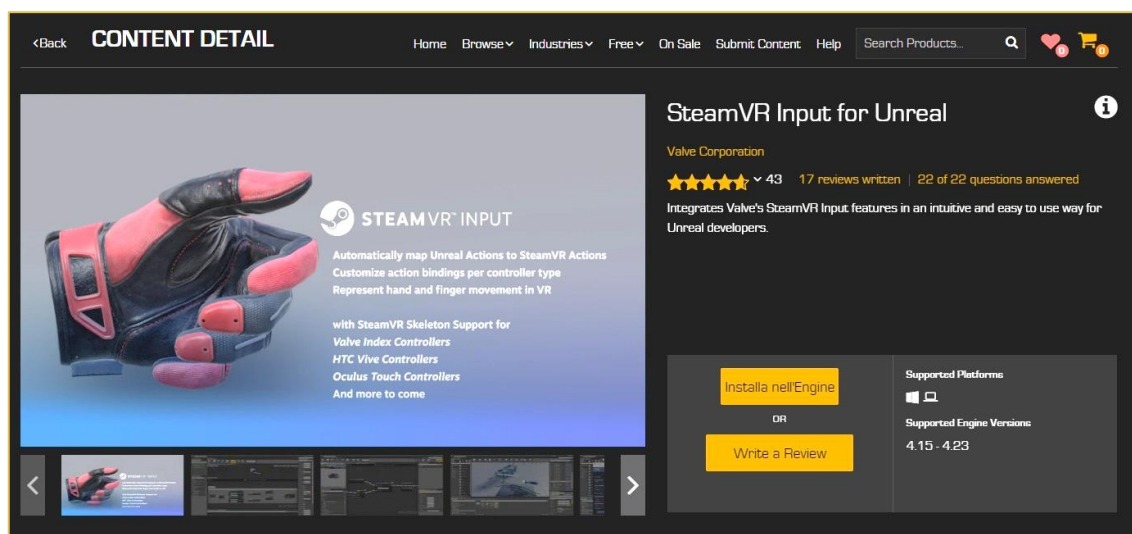 Back CONTENT DETAIL Home Browse Industries Free On Sale Submit Content Help Search Products... 0 0
SteamVR Input for Unreal
Valve Corporation
43 17 reviews written | 22 of 22 questions answered
Integrates Valve's SteamVR Input features in an intuitive and easy to use way for
Unreal developers.
STEAMVR™ INPUT
Automatically map Unreal Actions to SteamVR Actions
Customize action bindings per controller type
Represent hand and finger movement in VR
with SteamVR Skeleton Support for
Valve Index Controllers
HTC Vive Controllers
Oculus Touch Controllers
And more to come
Installa nell'Engine
OR
Write a Review
Supported Platforms
Supported Engine Versions
4.15 - 4.23
STEAMVR INPUT